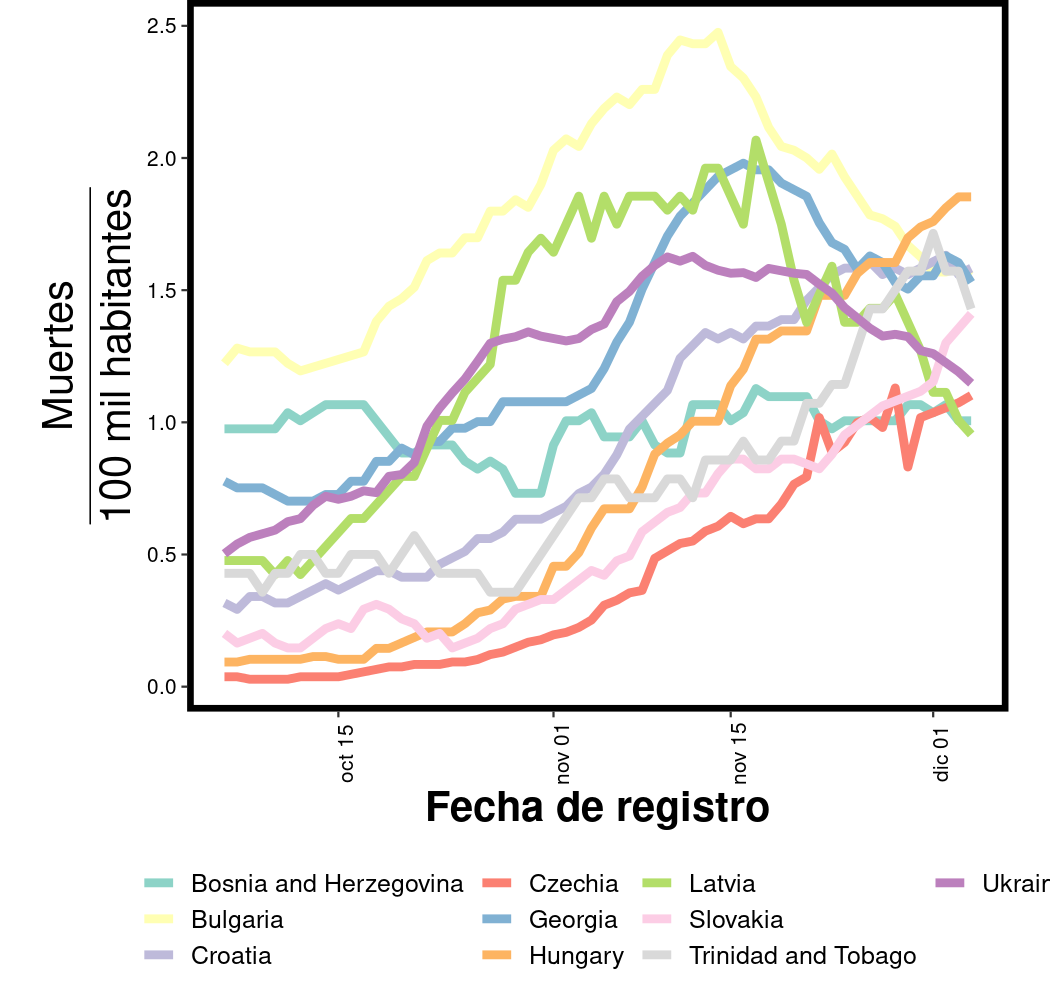 2.5
2.0
1.5
1.0
0.5
0.0
Muertes
100 mil habitantes
oct 15
nov 01
nov 15
dic 01
Fecha de registro
Bosnia and Herzegovina
Czechia
Latvia
Ukrain
Bulgaria
Georgia
Slovakia
Croatia
Hungary
Trinidad and Tobago